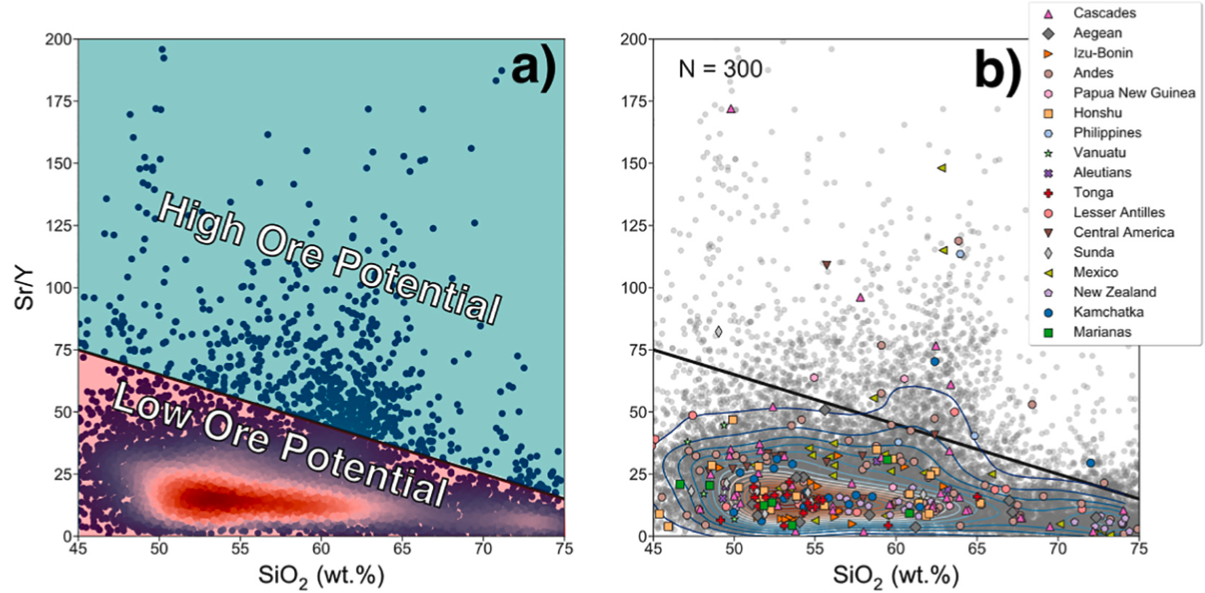 a)
200
175
150
125
100
75
50
25
0
Sr/Y
High Ore Potential
Low Ore Potential
45 50 55 60 65 70 75
SiO₂ (wt.%)
b)
N = 300
200
175
150
125
100
75
50
25
0
45 50 55 60 65 70 75
SiO₂ (wt.%)
Cascades
Aegean
Izu-Bonin
Andes
Papua New Guinea
Honshu
Philippines
Vanuatu
Aleutians
Tonga
Lesser Antilles
Central America
Sunda
Mexico
New Zealand
Kamchatka
Marianas